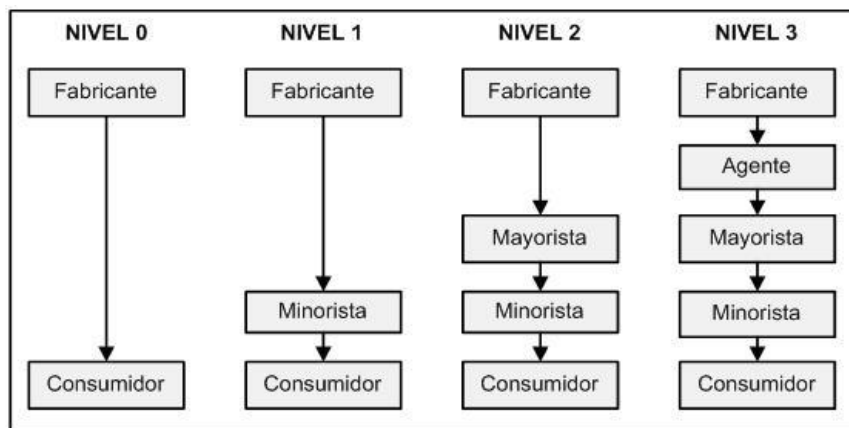 NIVEL 0
Fabricante
Consumidor
NIVEL 1
Fabricante
Minorista
Consumidor
NIVEL 2
Fabricante
Mayorista
Minorista
Consumidor
NIVEL 3
Fabricante
Agente
Mayorista
Minorista
Consumidor